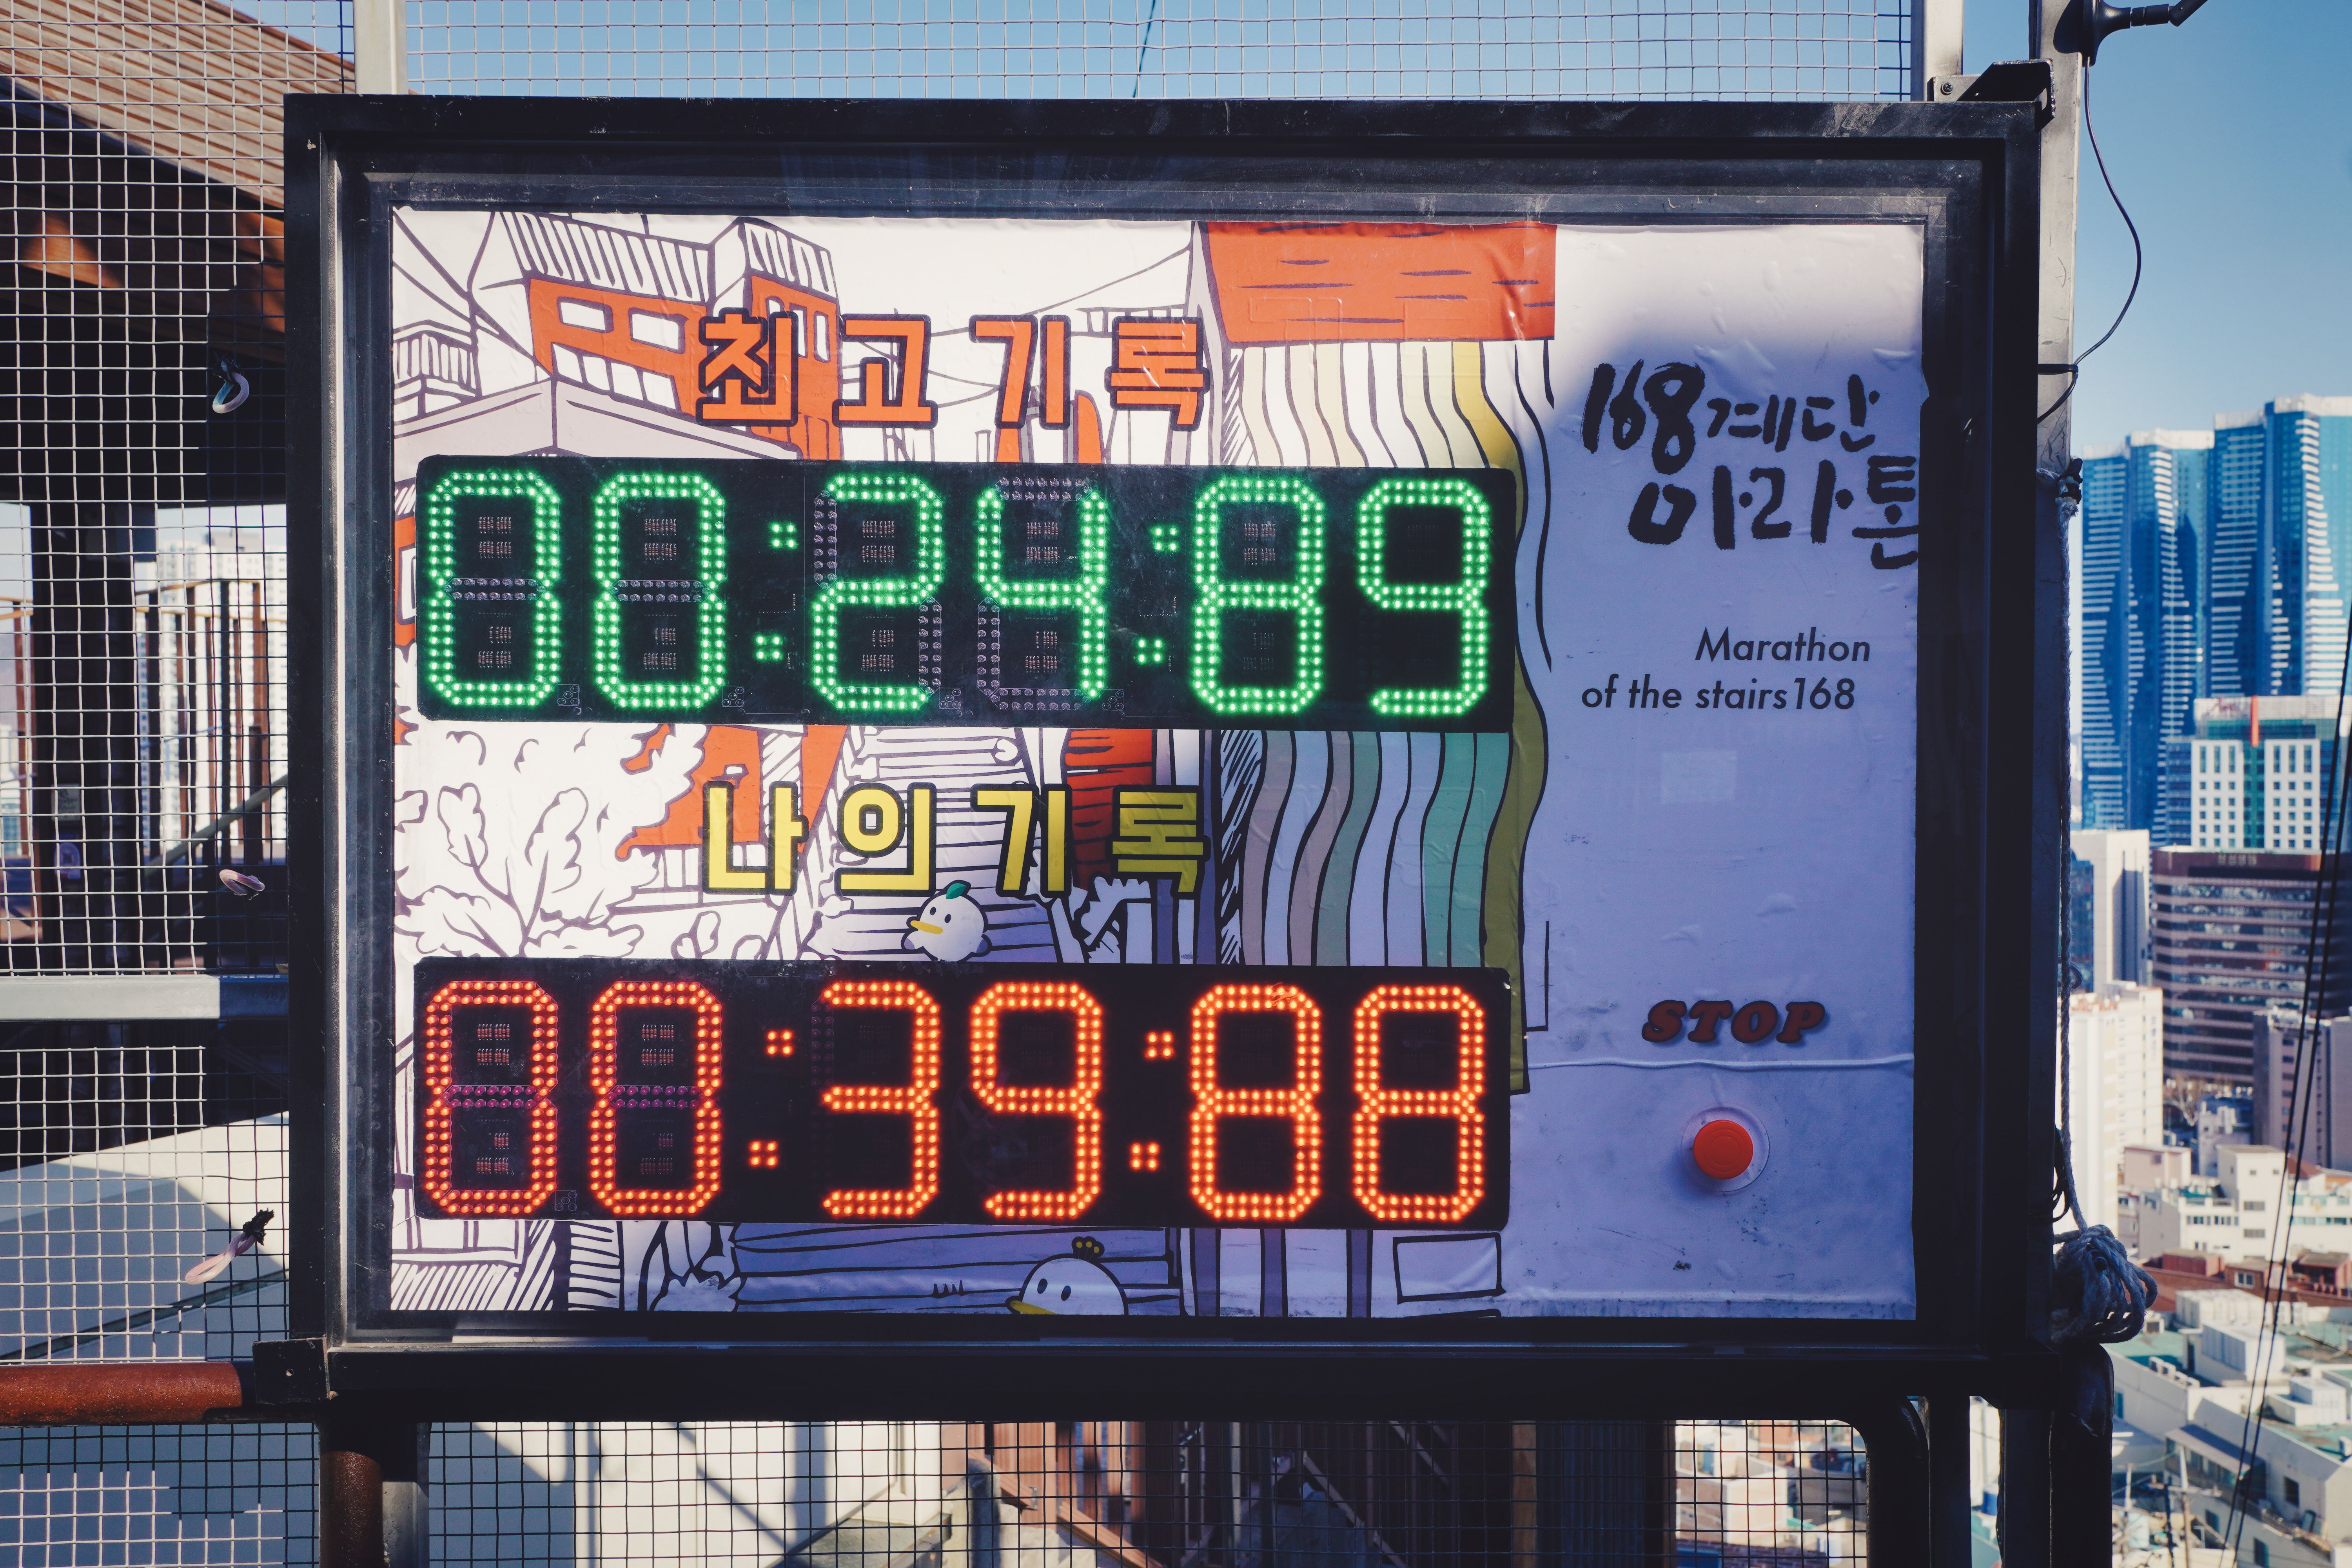 최고기록
00:24:89
나의기록
00:39:88
168계단
마라톤
Marathon
of the stairs168
STOP